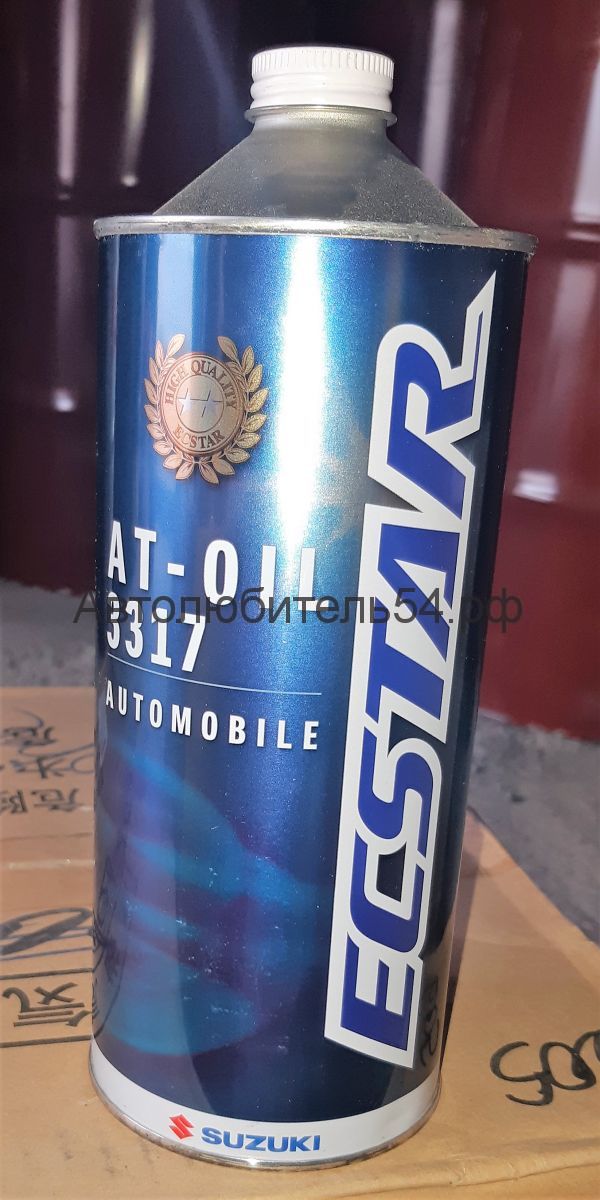 HIGH QUALITY
ECSTAR
AT-OIL
3317
AUTOMOBILE
ECSTAR
SUZUKI
Автолюбитель54.рф